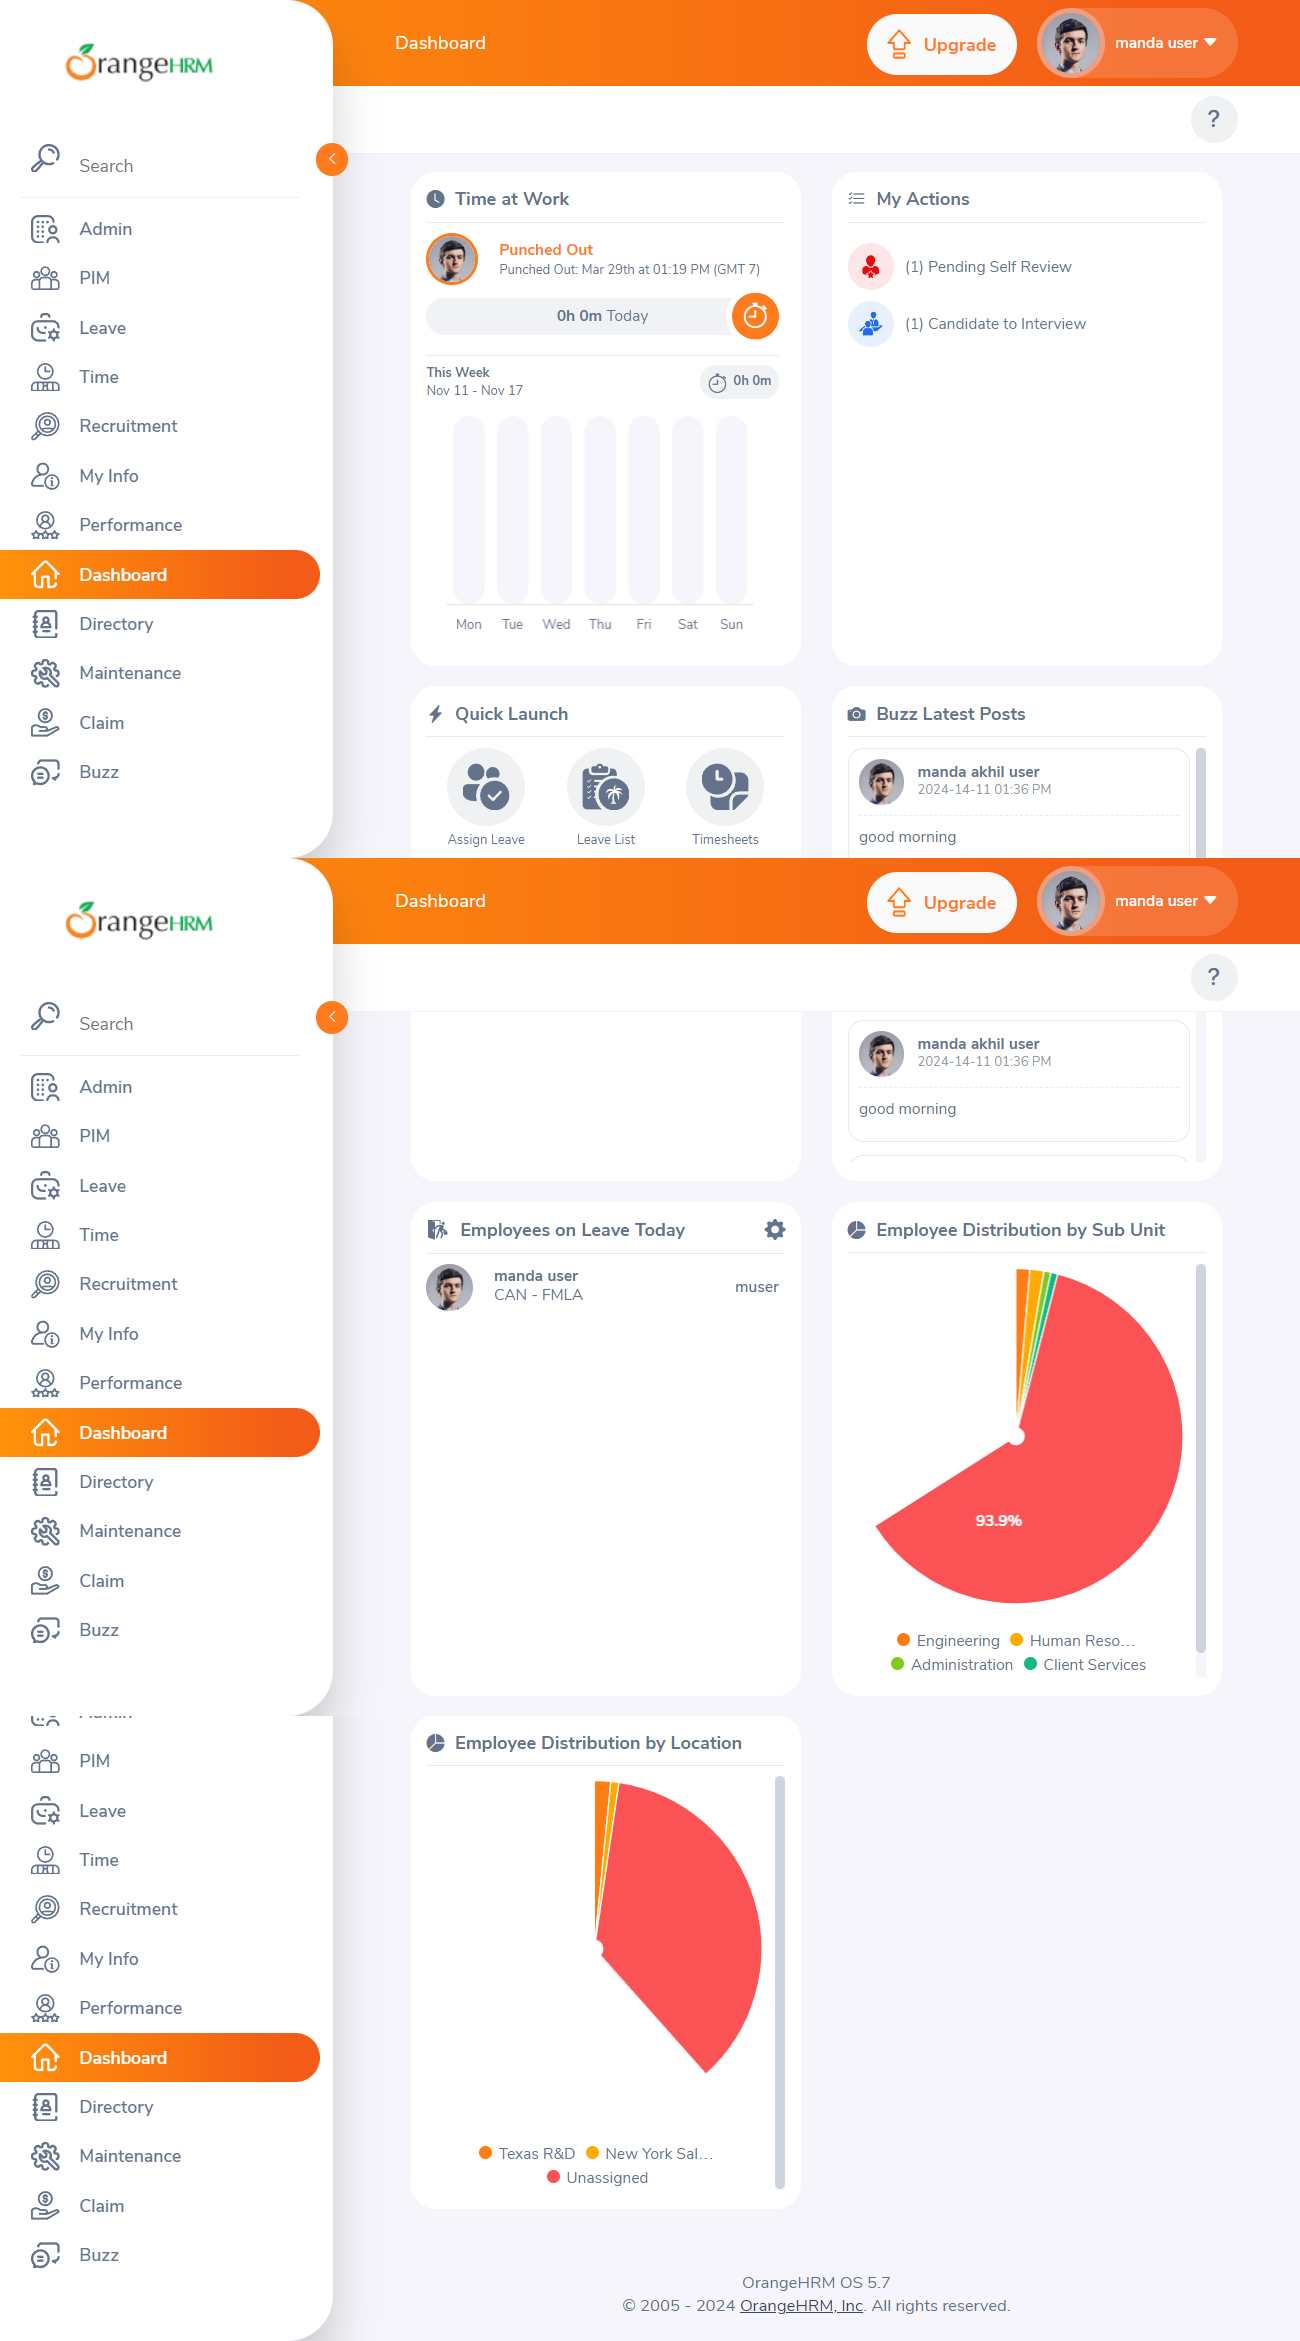 OrangeHRM
Dashboard
Upgrade
manda user
?
Search
Admin
PIM
Leave
Time
Recruitment
My Info
Performance
Dashboard
Directory
Maintenance
Claim
Buzz
Time at Work
Punched Out
Punched Out: Mar 29th at 01:19 PM (GMT 7)
0h 0m Today
This Week
Nov 11 - Nov 17
0h 0m
Mon Tue Wed Thu Fri Sat Sun
My Actions
(1) Pending Self Review
(1) Candidate to Interview
Quick Launch
Assign Leave
Leave List
Timesheets
Buzz Latest Posts
manda akhil user
2024-14-11 01:36 PM
good morning
OrangeHRM
Dashboard
Upgrade
manda user
?
Search
Admin
PIM
Leave
Time
Recruitment
My Info
Performance
Dashboard
Directory
Maintenance
Claim
Buzz
manda akhil user
2024-14-11 01:36 PM
good morning
Employees on Leave Today
manda user
CAN - FMLA
muser
Employee Distribution by Sub Unit
93.9%
Engineering Human Reso...
Administration Client Services
Admin
PIM
Leave
Time
Recruitment
My Info
Performance
Dashboard
Directory
Maintenance
Claim
Buzz
Employee Distribution by Location
Texas R&D New York Sal...
Unassigned
OrangeHRM OS 5.7
© 2005 - 2024 OrangeHRM, Inc. All rights reserved.